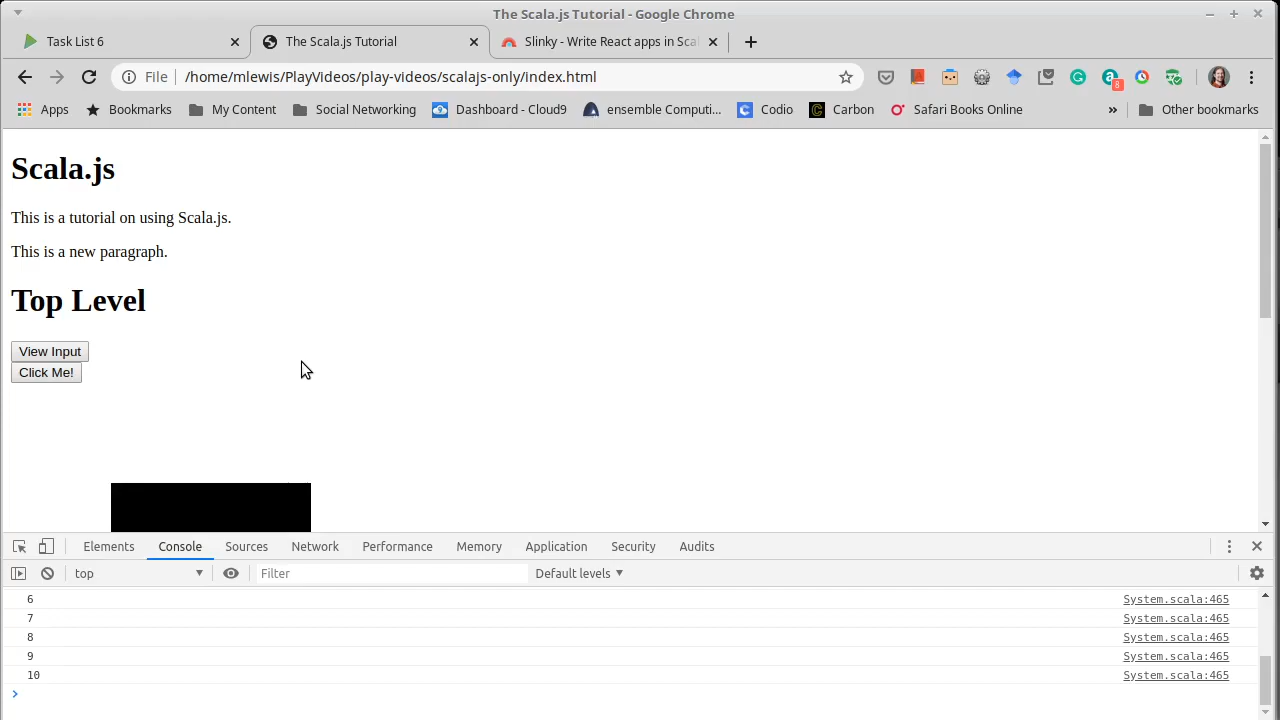 The Scala.js Tutorial - Google Chrome
Task List 6
The Scala.js Tutorial
Slinky - Write React apps in Scal
File
/home/mlewis/PlayVideos/play-videos/scalajs-only/index.html
8
Apps
Bookmarks
My Content
Social Networking
Dashboard - Cloud9
ensemble Computi...
Codio
Carbon
Safari Books Online
»
Other bookmarks
Scala.js
This is a tutorial on using Scala.js.
This is a new paragraph.
Top Level
View Input
Click Me!
Elements
Console
Sources
Network
Performance
Memory
Application
Security
Audits
top
Filter
Default levels
6 System.scala:465
7 System.scala:465
8 System.scala:465
9 System.scala:465
10 System.scala:465